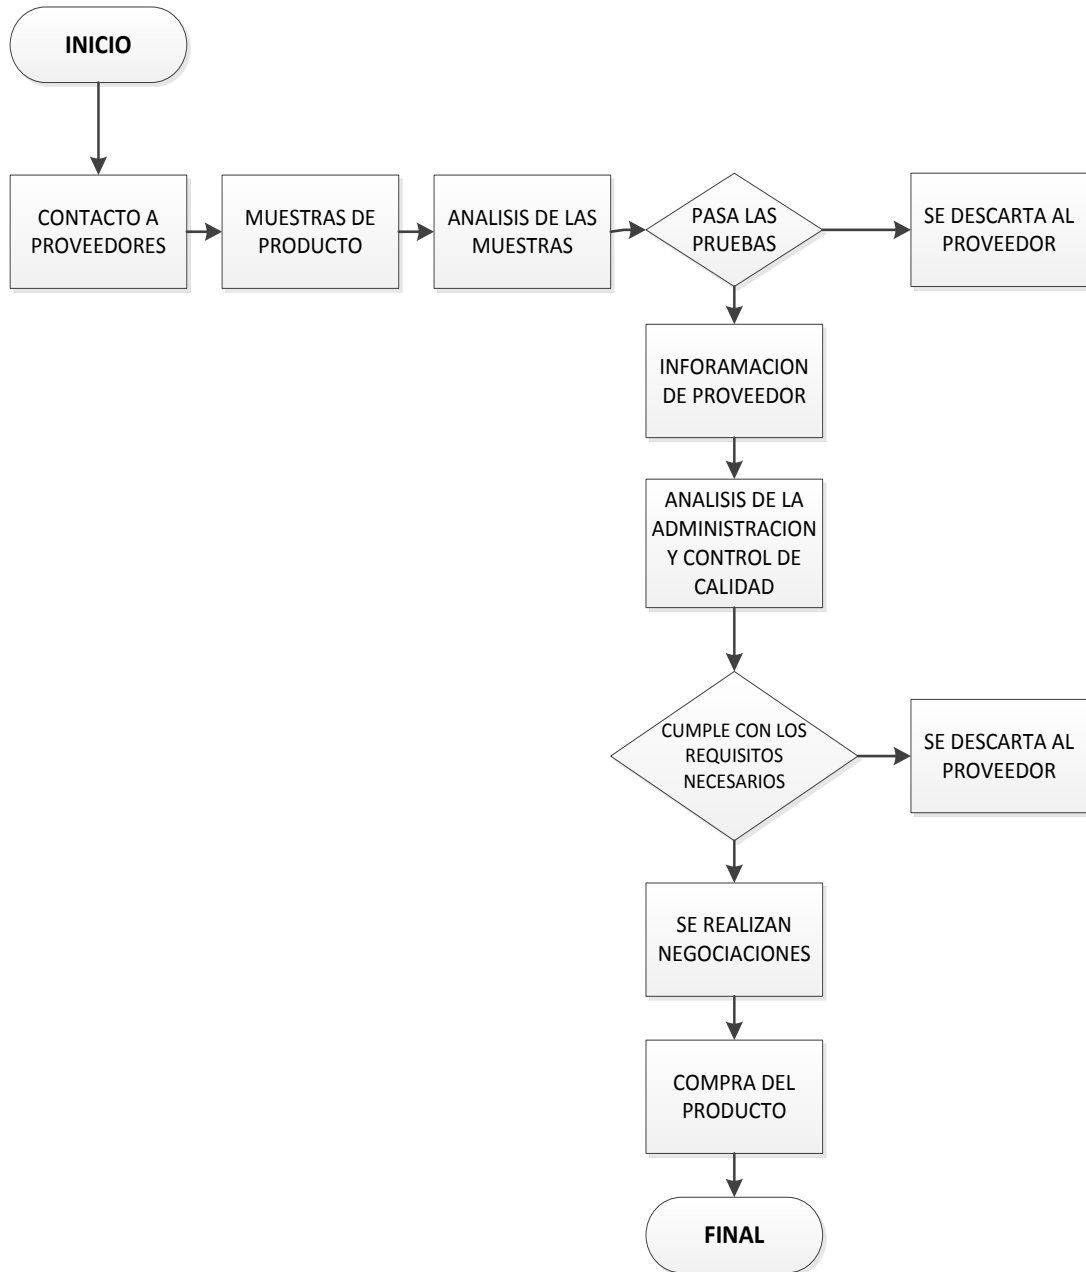 INICIO
CONTACTO A
PROVEEDORES
MUESTRAS DE
PRODUCTO
ANALISIS DE LAS
MUESTRAS
PASA LAS
PRUEBAS
SE DESCARTA AL
PROVEEDOR
INFORAMACION
DE PROVEEDOR
ANALISIS DE LA
ADMINISTRACION
Y CONTROL DE
CALIDAD
CUMPLE CON LOS
REQUISITOS
NECESARIOS
SE DESCARTA AL
PROVEEDOR
SE REALIZAN
NEGOCIACIONES
COMPRA DEL
PRODUCTO
FINAL